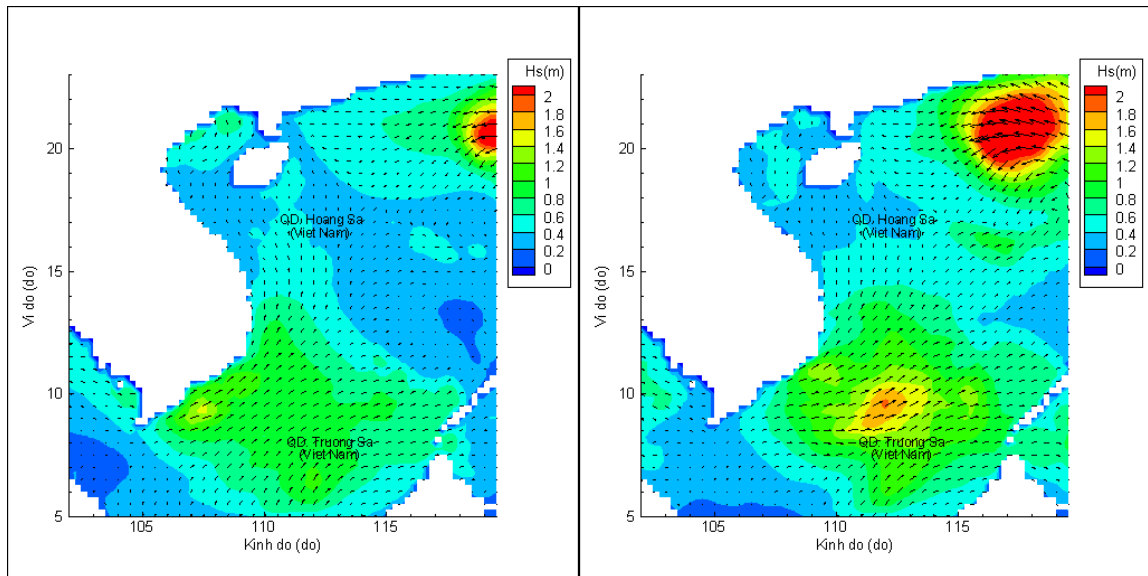 Hs(m)
2
1.8
1.6
1.4
1.2
1
0.8
0.6
0.4
0.2
0
20
15
10
5
Vi do (do)
QD. Hoang Sa
(Viet Nam)
QD. Truong Sa
(Viet Nam)
105
110
115
Kinh do (do)
Hs(m)
2
1.8
1.6
1.4
1.2
1
0.8
0.6
0.4
0.2
0
20
15
10
5
Vi do (do)
QD. Hoang Sa
(Viet Nam)
QD. Truong Sa
(Viet Nam)
105
110
115
Kinh do (do)